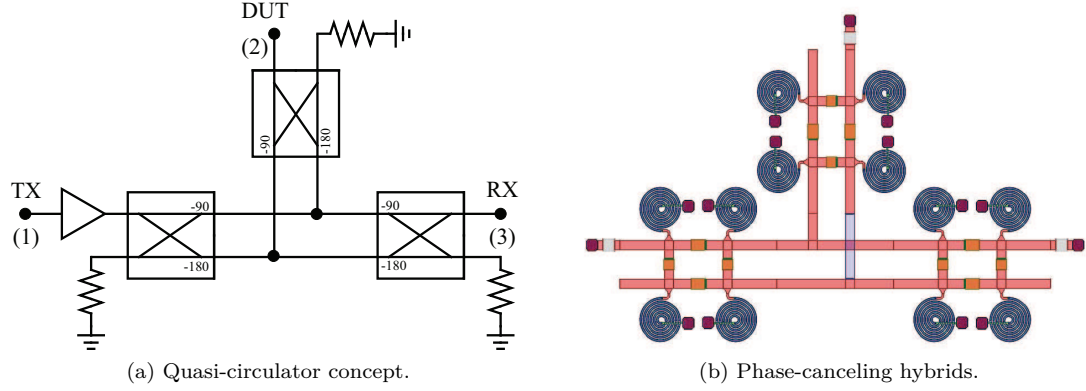 DUT
(2)
-90
-180
TX
(1)
-90
-180
-90
-180
RX
(3)
(a) Quasi-circulator concept.
(b) Phase-canceling hybrids.